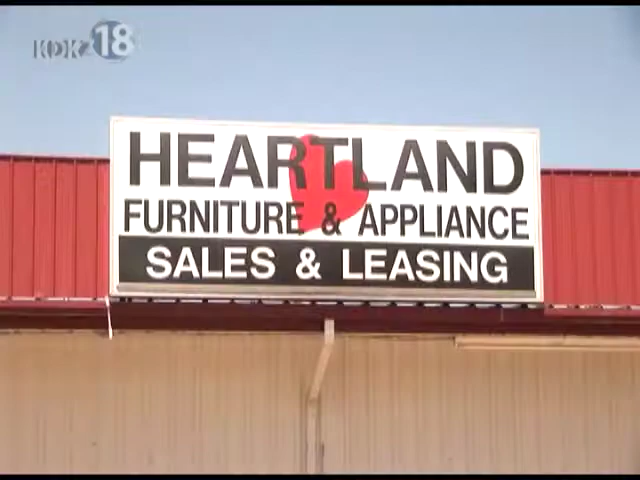 KDKZ 18
HEARTLAND
FURNITURE & APPLIANCE
SALES & LEASING